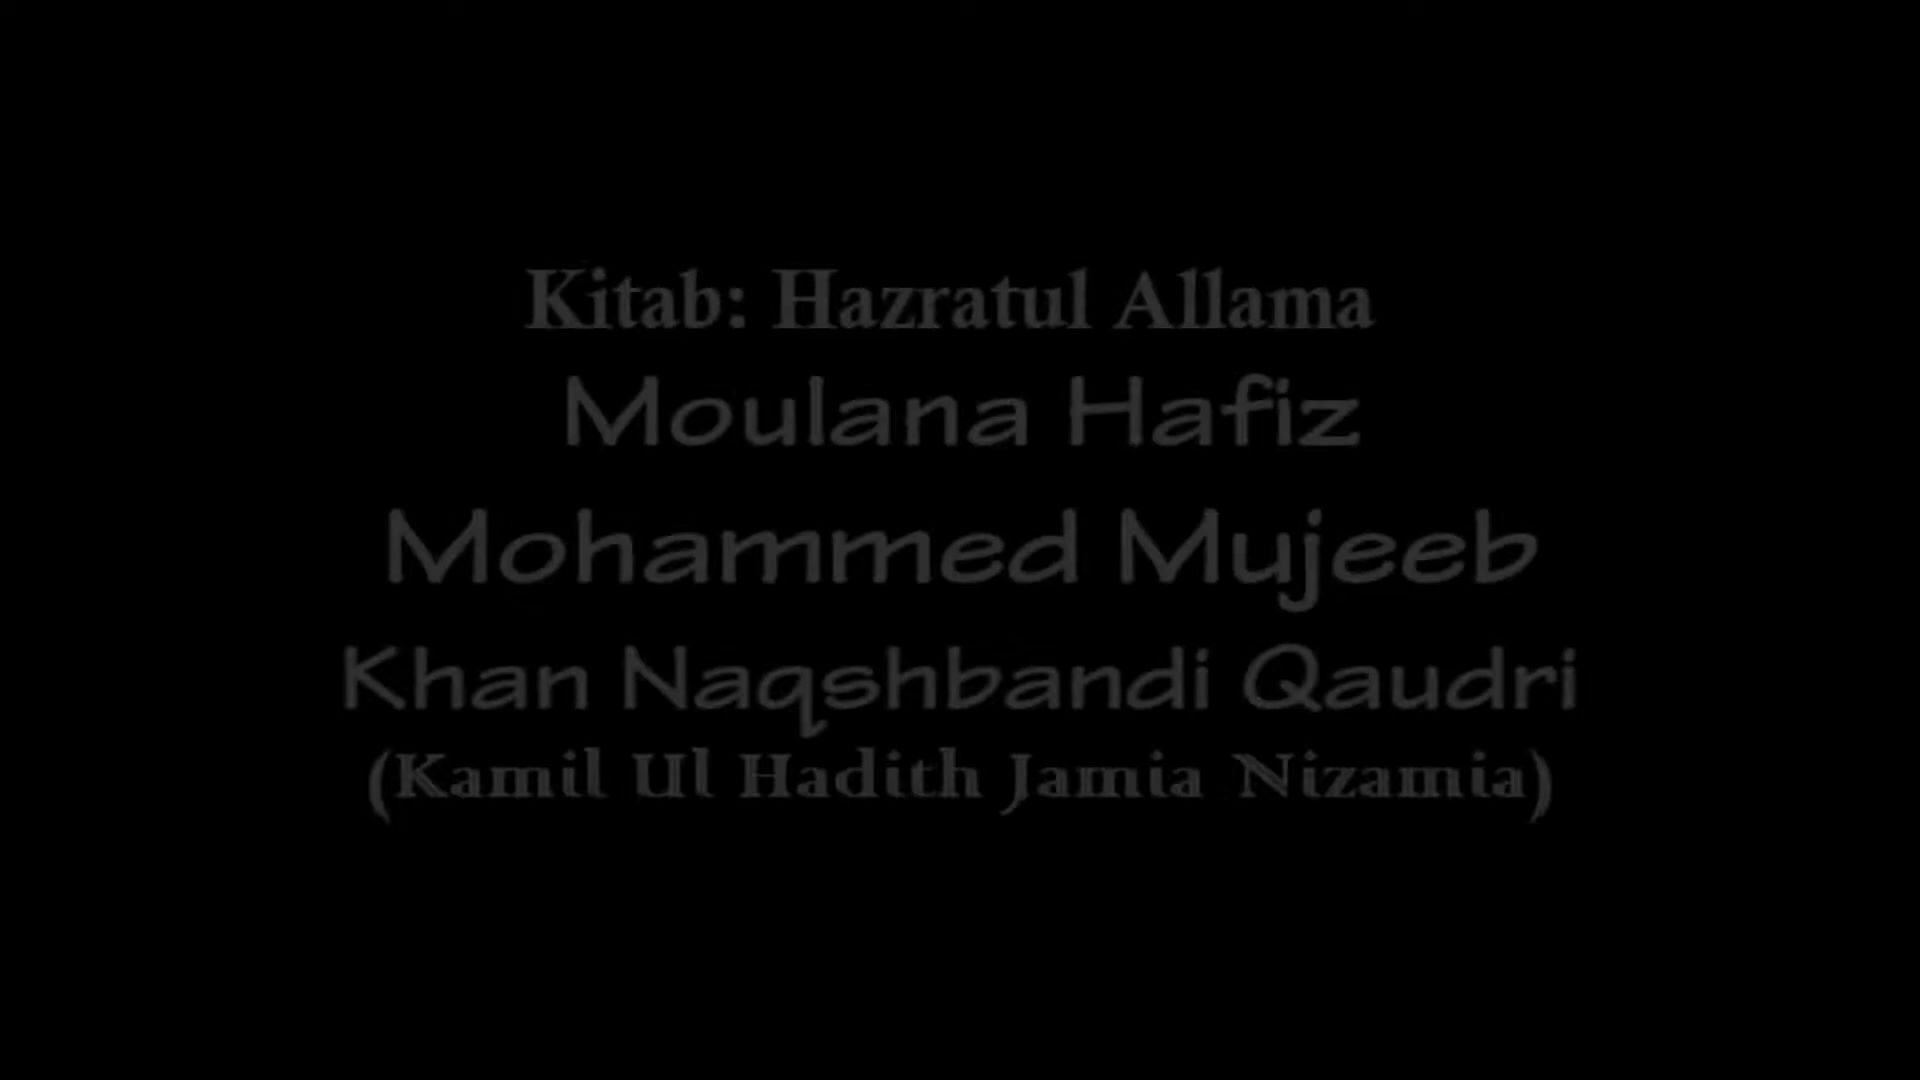 Kitab: Hazratul Allama
Moulana Hafiz
Mohammed Mujeeb
Khan Naqshbandi Qaudri
(Kamil Ul Hadith Jamia Nizamia)